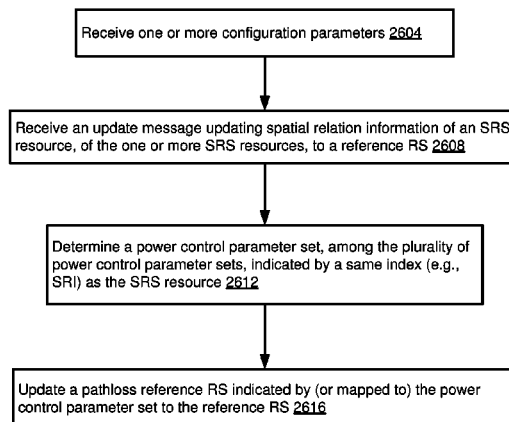 Receive one or more configuration parameters 2604
Receive an update message updating spatial relation information of an SRS
resource, of the one or more SRS resources, to a reference RS 2608
Determine a power control parameter set, among the plurality of
power control parameter sets, indicated by a same index (e.g.,
SRI) as the SRS resource 2612
Update a pathloss reference RS indicated by (or mapped to) the power
control parameter set to the reference RS 2616